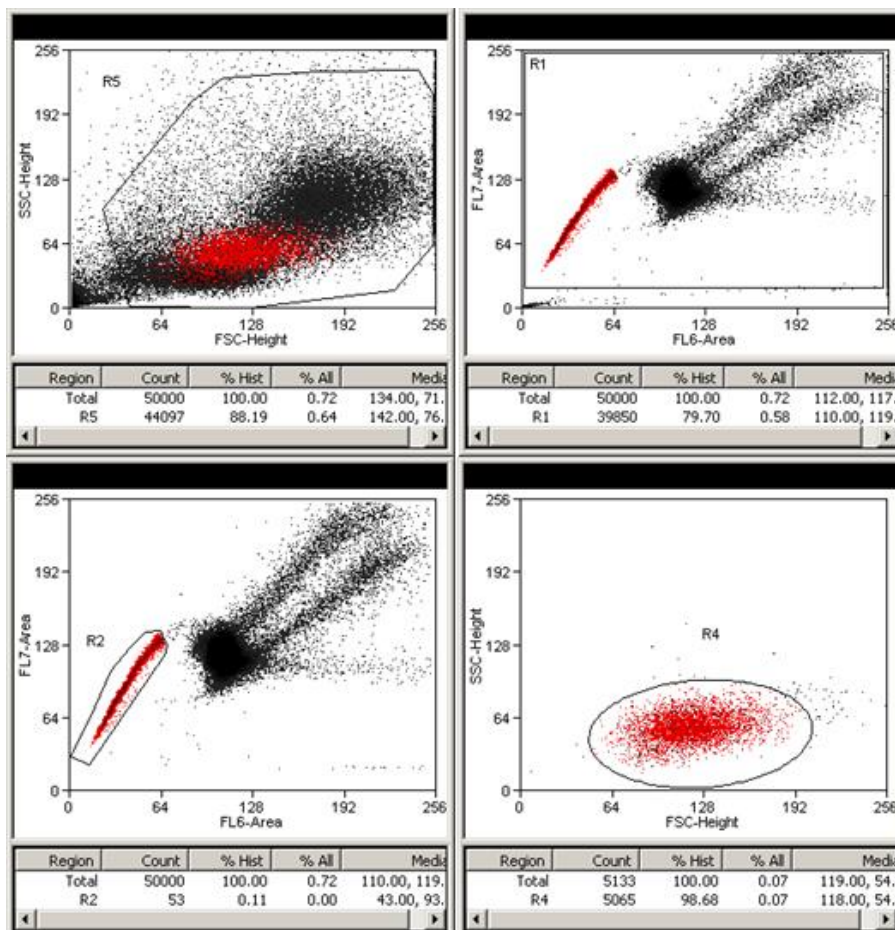 256
192
128
64
0
R5
SSC-Height
0 64 128 192 256
FSC-Height
Region Count % Hist % All Media
Total 50000 100.00 0.72 134.00, 71.
R5 44097 88.19 0.64 142.00, 76.
256
192
128
64
0
R1
FL7-Area
0 64 128 192 256
FL6-Area
Region Count % Hist % All Media
Total 50000 100.00 0.72 112.00, 117.
R1 39850 79.70 0.58 110.00, 119.
256
192
128
64
0
R2
FL7-Area
0 64 128 192 256
FL6-Area
Region Count % Hist % All Medi
Total 50000 100.00 0.72 110.00, 119.
R2 53 0.11 0.00 43.00, 93.
256
192
128
64
0
R4
SSC-Height
0 64 128 192 256
FSC-Height
Region Count % Hist % All Medi
Total 5133 100.00 0.07 119.00, 54.
R4 5065 98.68 0.07 118.00, 54.